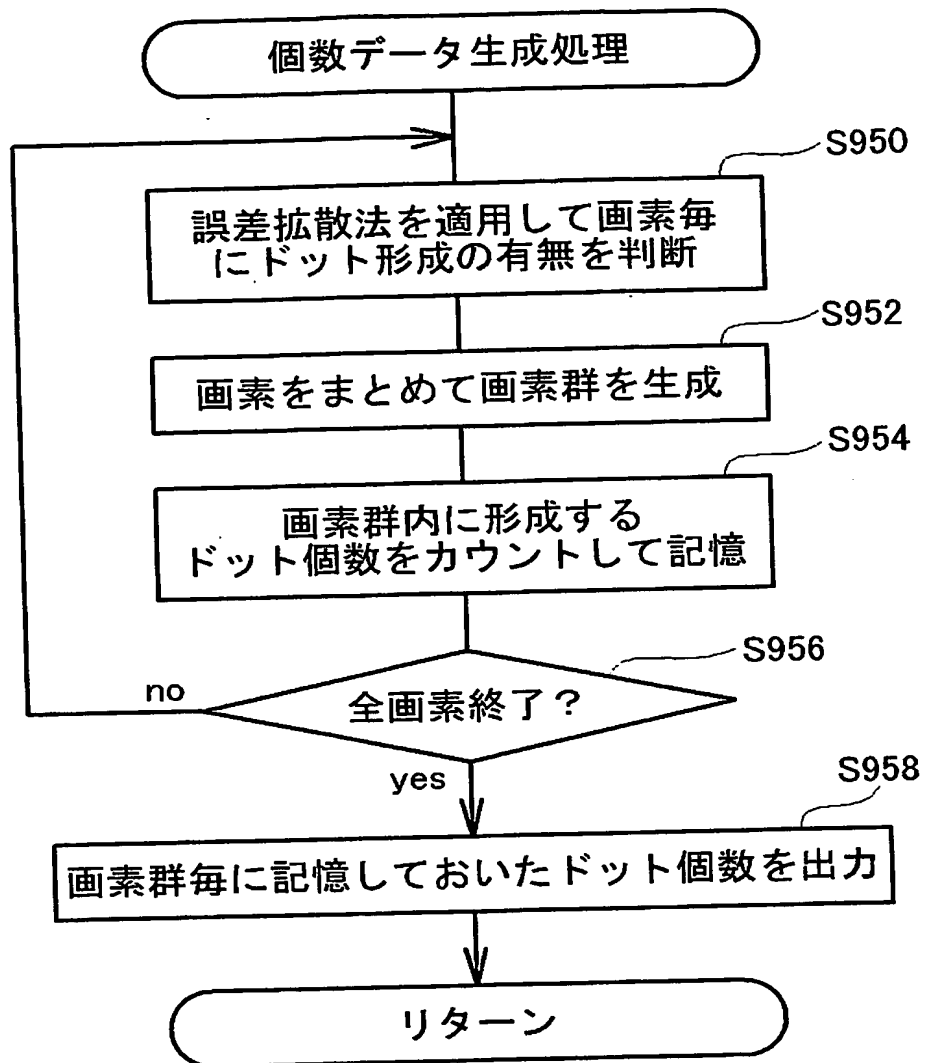 個数データ生成処理
S950
誤差拡散法を適用して画素毎
にドット形成の有無を判断
S952
画素をまとめて画素群を生成
S954
画素群内に形成する
ドット個数をカウントして記憶
S956
no
全画素終了？
yes
S958
画素群毎に記憶しておいたドット個数を出力
リターン